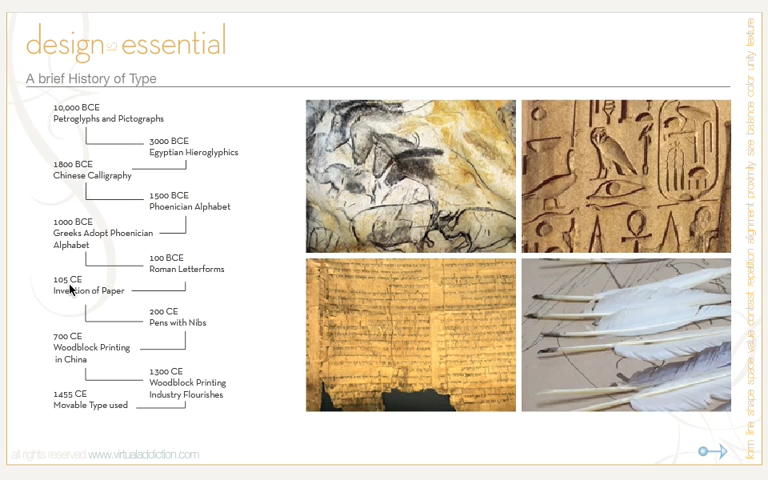 design is essential
A brief History of Type
10,000 BCE
Petroglyphs and Pictographs
3000 BCE
Egyptian Hieroglyphics
1800 BCE
Chinese Calligraphy
1500 BCE
Phoenician Alphabet
1000 BCE
Greeks Adopt Phoenician
Alphabet
100 BCE
Roman Letterforms
105 CE
Invention of Paper
200 CE
Pens with Nibs
700 CE
Woodblock Printing
in China
1300 CE
Woodblock Printing
Industry Flourishes
1455 CE
Movable Type used
all rights reserved www.virtualaddiction.com
form line shape space value contrast repetition alignment proximity size balance color unity texture